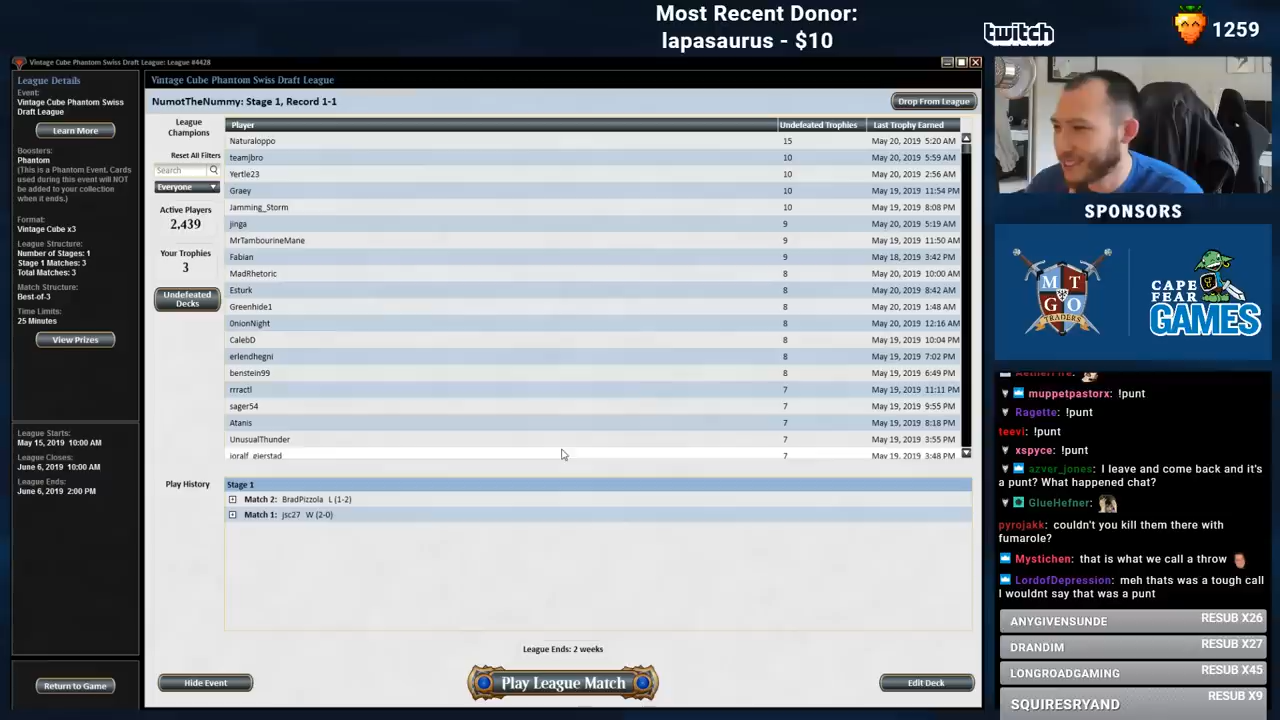 Most Recent Donor:
lapasaurus - $10
twitch
1259
Vintage Cube Phantom Swiss Draft League: League #4428
League Details
Event:
Vintage Cube Phantom Swiss
Draft League
Learn More
Boosters:
Phantom
(This is a Phantom Event. Cards
used during this event will NOT
be added to your collection
when it ends.)
Format:
Vintage Cube x3
League Structure:
Number of Stages: 1
Stage 1 Matches: 3
Total Matches: 3
Match Structure:
Best-of-3
Time Limits:
25 Minutes
View Prizes
League Starts:
May 15, 2019 10:00 AM
League Closes:
June 6, 2019 10:00 AM
League Ends:
June 6, 2019 2:00 PM
Return to Game
Vintage Cube Phantom Swiss Draft League
NumotTheNummy: Stage 1, Record 1-1
Drop From League
League
Champions
Reset All Filters
Search
Everyone
Active Players
2,439
Your Trophies
3
Undefeated
Decks
Player Undefeated Trophies Last Trophy Earned
Naturaloppo 15 May 20, 2019 5:20 AM
teamjbro 10 May 20, 2019 5:59 AM
Yertle23 10 May 20, 2019 2:56 AM
Graey 10 May 19, 2019 11:54 PM
Jamming_Storm 10 May 19, 2019 8:08 PM
jinga 9 May 20, 2019 5:19 AM
MrTambourineMane 9 May 19, 2019 11:50 AM
Fabian 9 May 18, 2019 3:42 PM
MadRhetoric 8 May 20, 2019 10:00 AM
Esturk 8 May 20, 2019 8:42 AM
Greenhide1 8 May 20, 2019 1:48 AM
0nionNight 8 May 20, 2019 12:16 AM
CalebD 8 May 19, 2019 10:04 PM
erlendhegni 8 May 19, 2019 7:02 PM
benstein99 8 May 19, 2019 6:49 PM
rrractl 7 May 19, 2019 11:11 PM
sager54 7 May 19, 2019 9:55 PM
Atanis 7 May 19, 2019 8:18 PM
UnusualThunder 7 May 19, 2019 3:55 PM
joralf_gjerstad 7 May 19, 2019 3:48 PM
Play History
Stage 1
Match 2: BradPizzola L (1-2)
Match 1: jsc27 W (2-0)
League Ends: 2 weeks
Hide Event
Play League Match
Edit Deck
SPONSORS
M T
G O
TRADERS
CAPE
FEAR
GAMES
muppetpastorx: !punt
Ragette: !punt
teevi: !punt
xspyce: !punt
azver_jones: I leave and come back and it's
a punt? What happened chat?
GlueHefner:
pyrojakk: couldn't you kill them there with
fumarole?
Mystichen: that is what we call a throw
LordofDepression: meh thats was a tough call
I wouldnt say that was a punt
ANYGIVENSUNDE RESUB X26
DRANDIM RESUB X27
LONGROADGAMING RESUB X45
SQUIRESRYAND RESUB X9